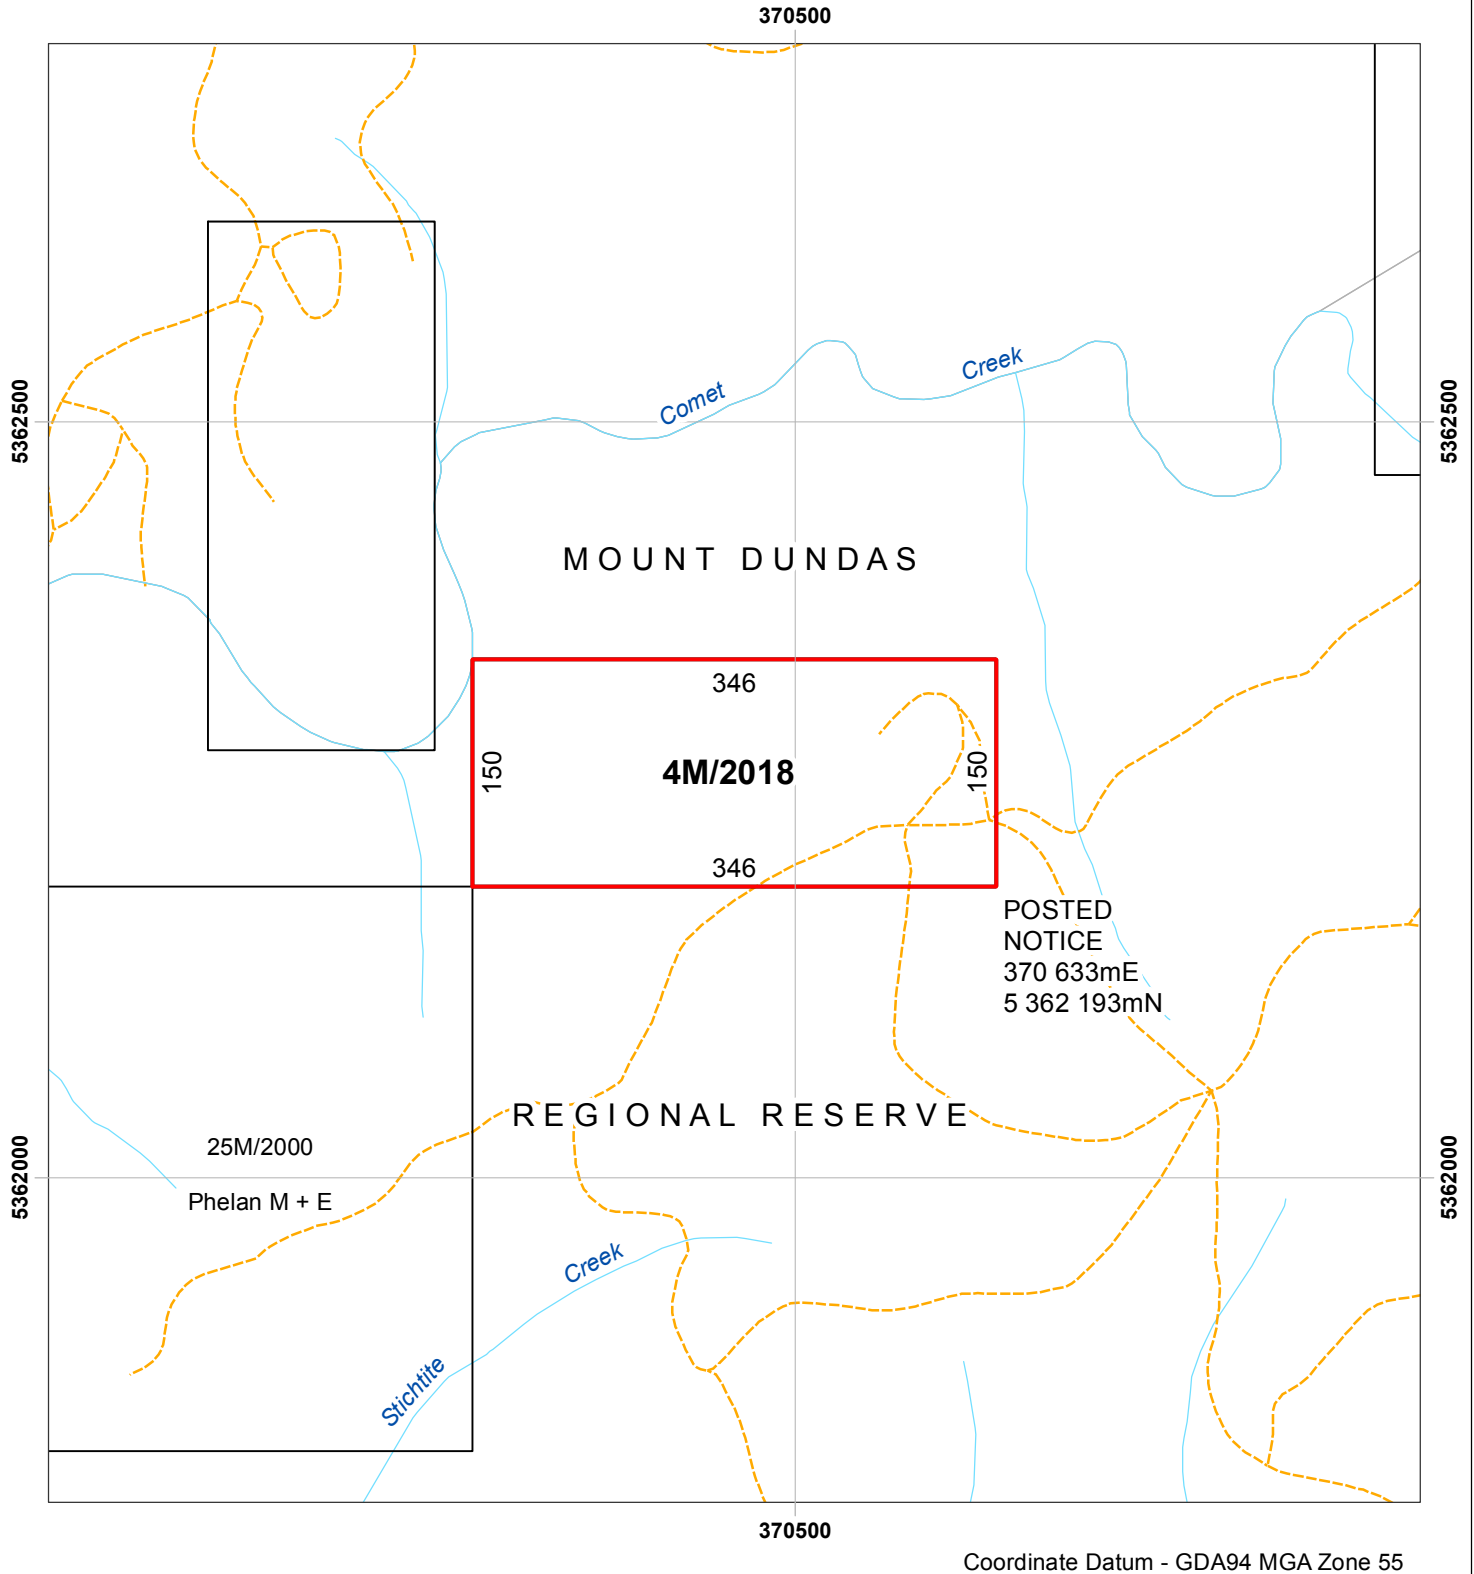 370500
5362500
5362500
Comet
Creek
MOUNT DUNDAS
346
150
4M/2018
150
346
POSTED
NOTICE
370 633mE
5 362 193mN
REGIONAL RESERVE
25M/2000
Phelan M + E
5362000
5362000
Creek
Stichtite
370500
Coordinate Datum - GDA94 MGA Zone 55